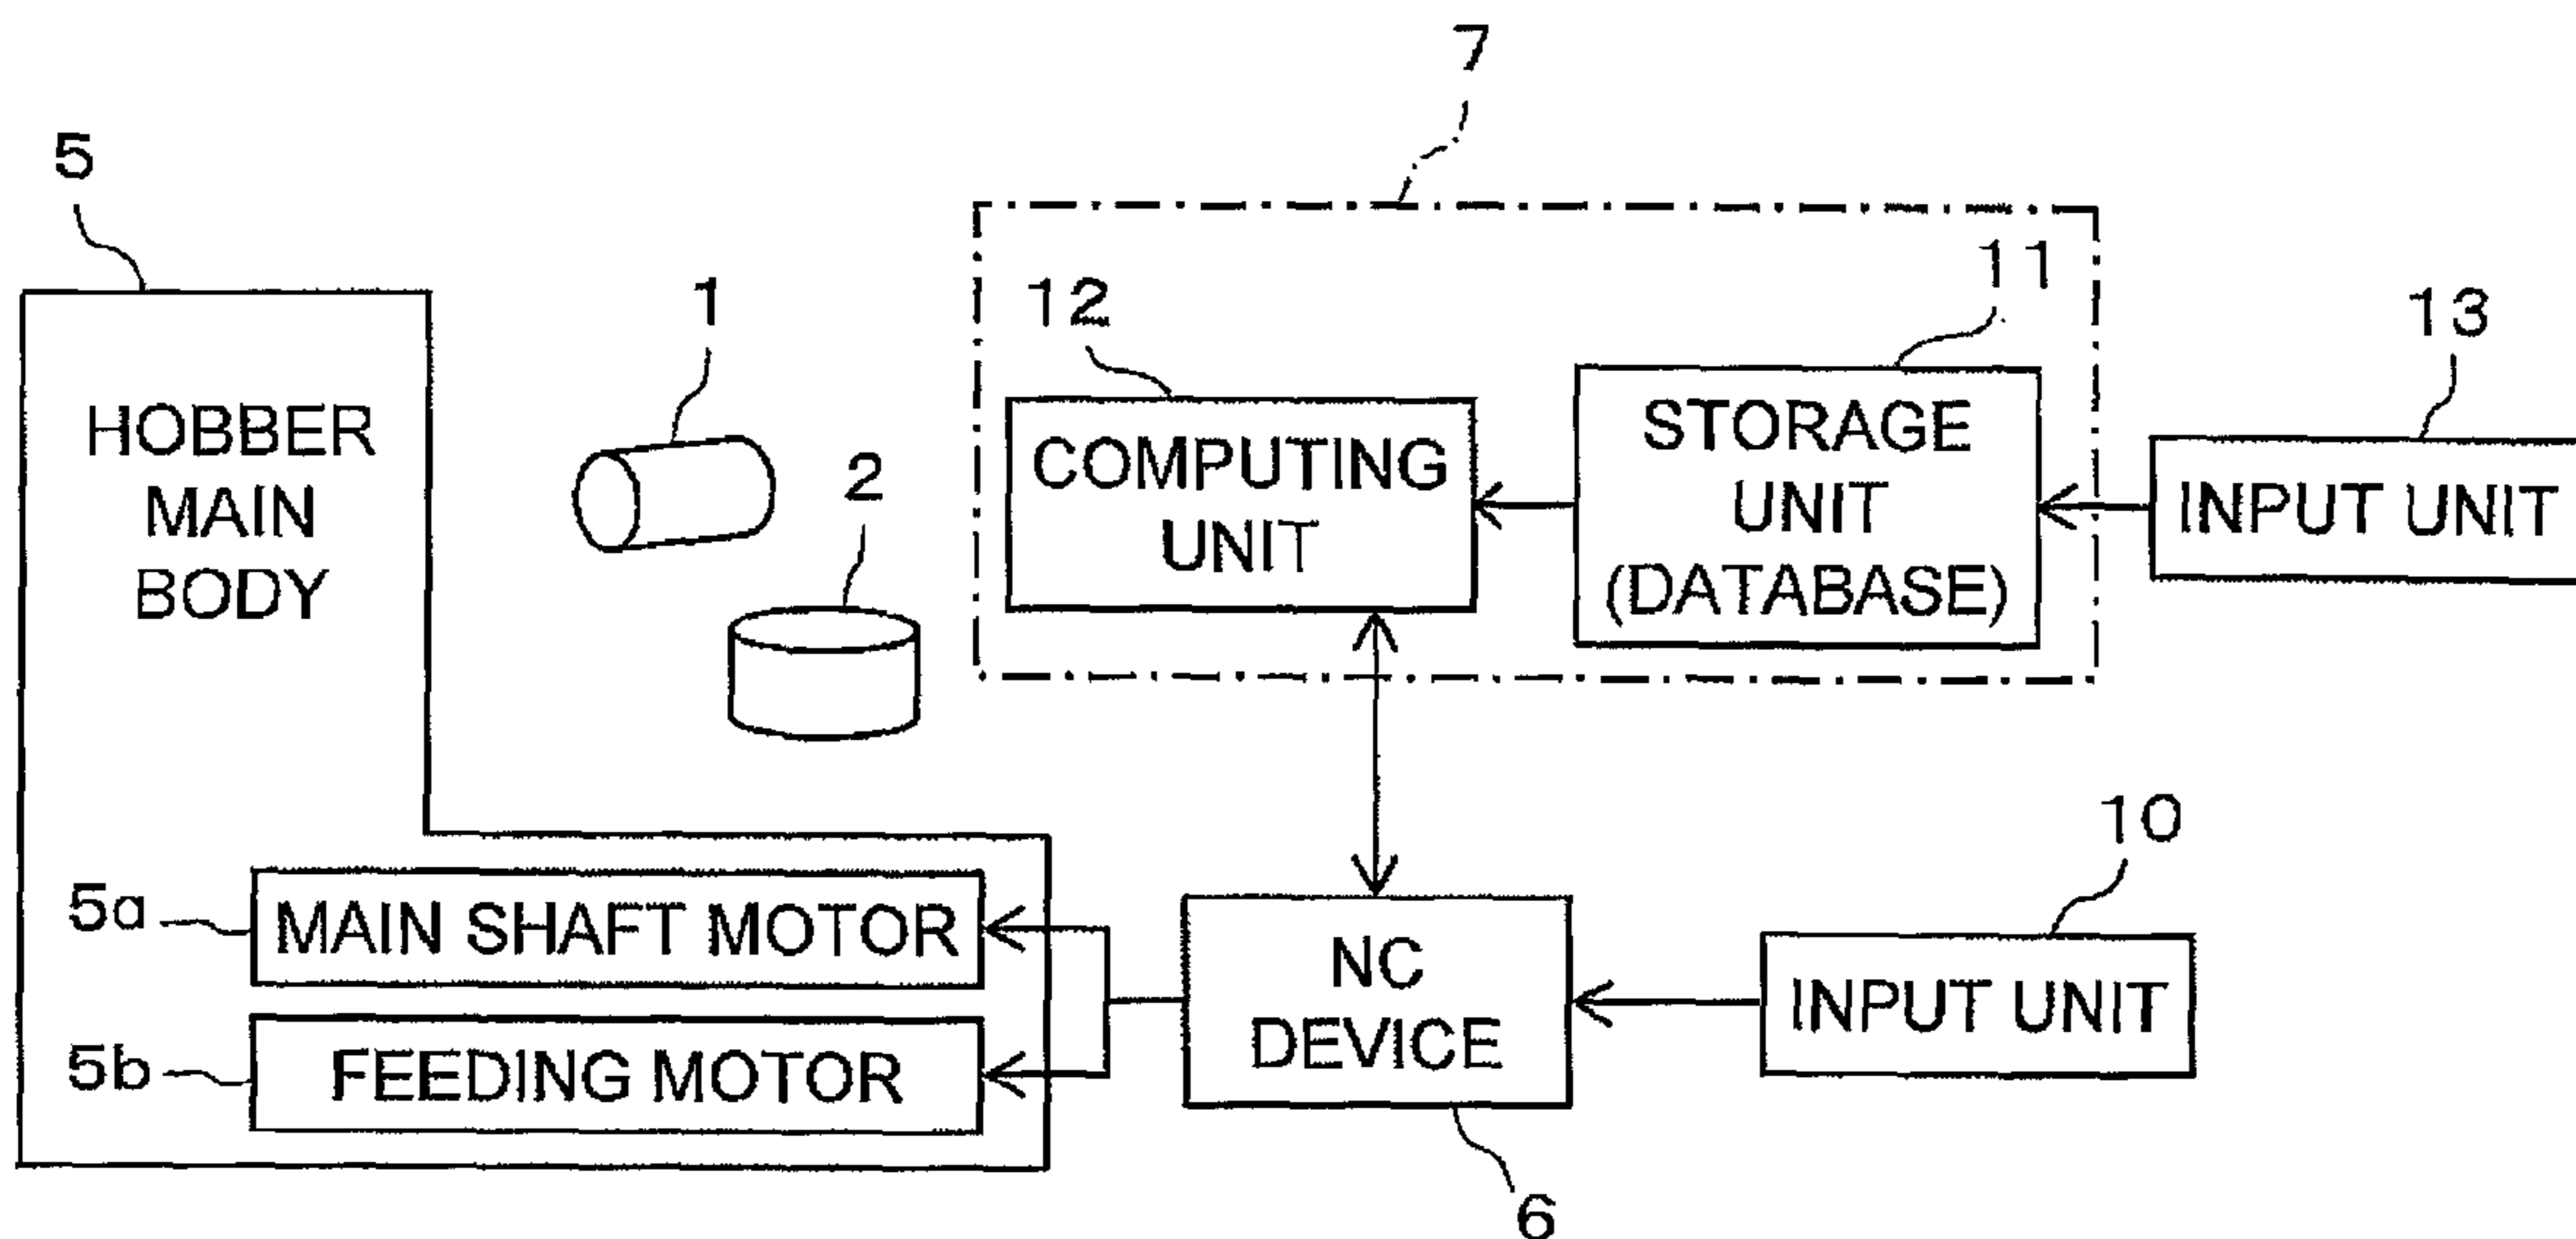 7
5
11
1
12
13
HOBBER
MAIN
BODY
2
COMPUTING
UNIT
STORAGE
UNIT
(DATABASE)
INPUT UNIT
10
5a
MAIN SHAFT MOTOR
NC
DEVICE
INPUT UNIT
5b
FEEDING MOTOR
6